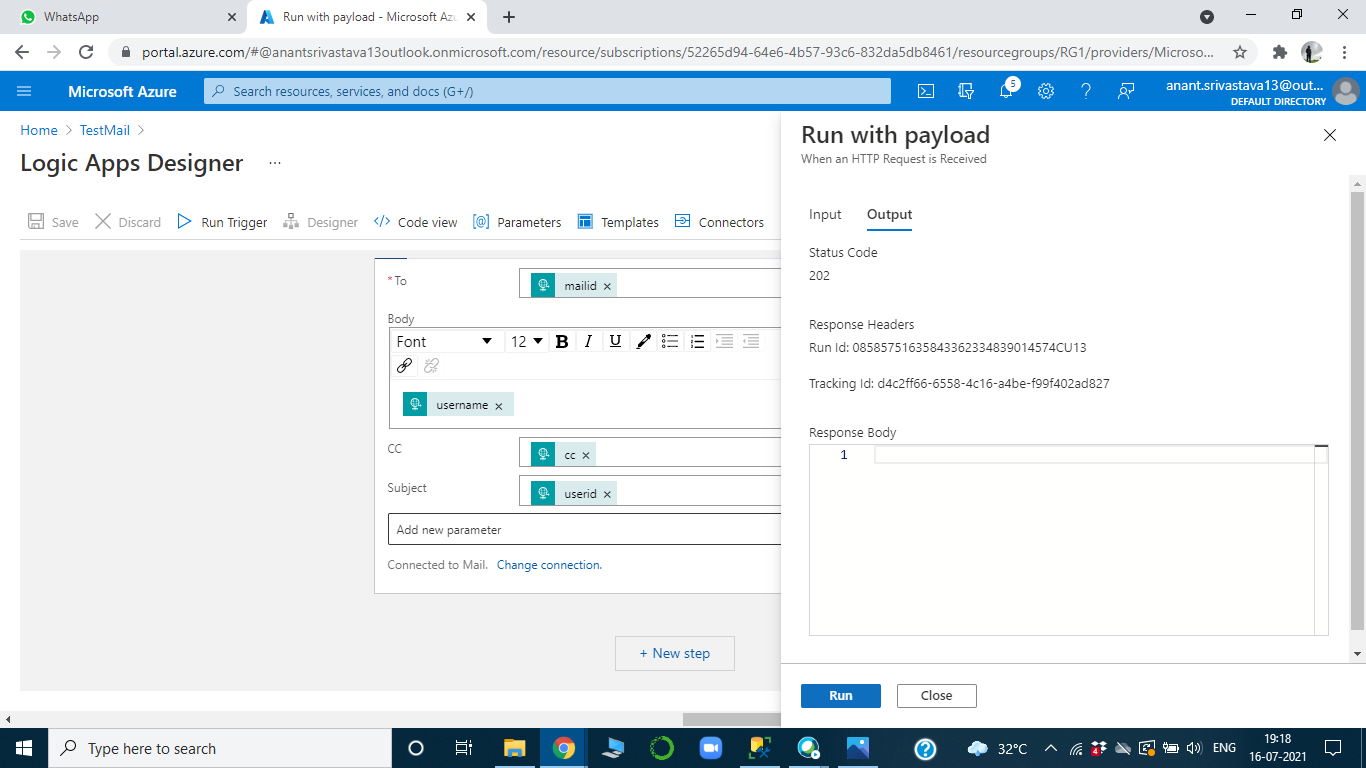 WhatsApp
Run with payload - Microsoft Azu
portal.azure.com/#@anantsrivastava13outlook.onmicrosoft.com/resource/subscriptions/52265d94-64e6-4b57-93c6-832da5db8461/resourcegroups/RG1/providers/Microso...
Microsoft Azure
Search resources, services, and docs (G+/)
5
anant.srivastava13@out...
DEFAULT DIRECTORY
Home > TestMail >
Logic Apps Designer ...
Save Discard Run Trigger Designer Code view Parameters Templates Connectors
*To
mailid ×
Body
Font 12 B I U
username ×
CC
cc ×
Subject
userid ×
Add new parameter
Connected to Mail. Change connection.
+ New step
Run with payload
When an HTTP Request is Received
Input Output
Status Code
202
Response Headers
Run Id: 08585751635843362334839014574CU13
Tracking Id: d4c2ff66-6558-4c16-a4be-f99f402ad827
Response Body
1
Run Close
Type here to search
32°C
ENG
19:18
16-07-2021